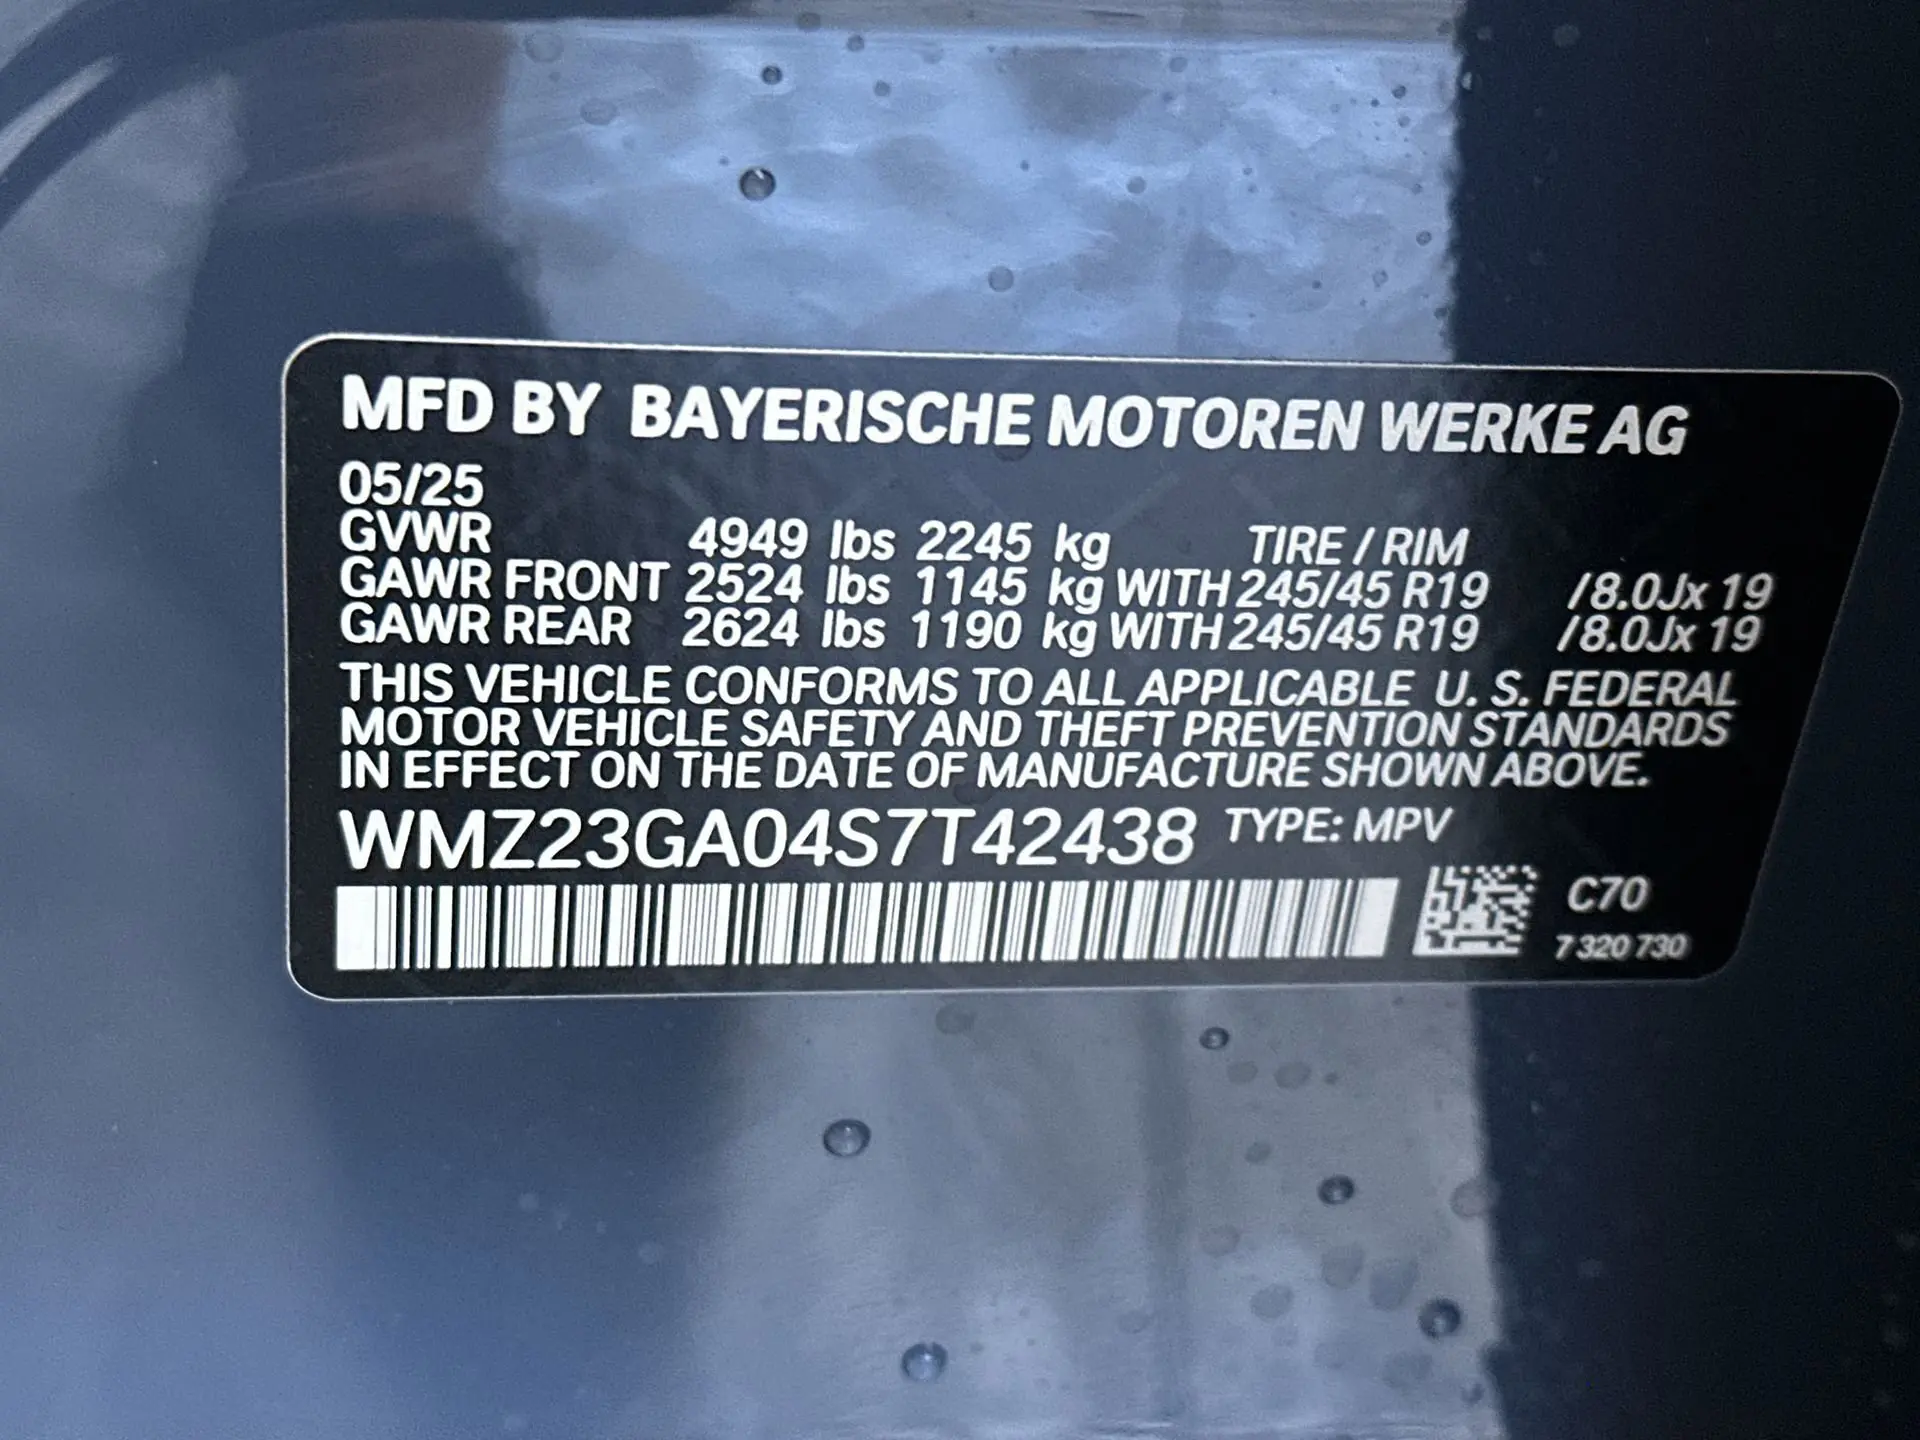 MFD BY BAYERISCHE MOTOREN WERKE AG
05/25
GVWR 4949 lbs 2245 kg TIRE / RIM
GAWR FRONT 2524 lbs 1145 kg WITH 245/45 R19 /8.0Jx 19
GAWR REAR 2624 lbs 1190 kg WITH 245/45 R19 /8.0Jx 19
THIS VEHICLE CONFORMS TO ALL APPLICABLE U. S. FEDERAL
MOTOR VEHICLE SAFETY AND THEFT PREVENTION STANDARDS
IN EFFECT ON THE DATE OF MANUFACTURE SHOWN ABOVE.
WMZ23GA04S7T42438 TYPE: MPV
C70
7 320 730